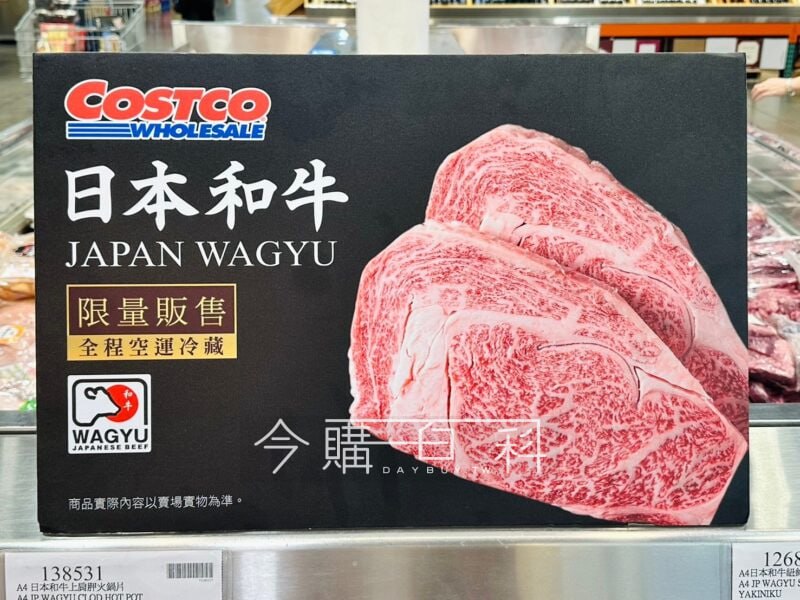 COSTCO
WHOLESALE
日本和牛
JAPAN WAGYU
限量販售
全程空運冷藏
和牛
WAGYU
JAPANESE BEEF
今購百科
DAYBUY.TW
商品實際內容以賣場實物為準。
138531
A4 日本和牛上肩胛火鍋片
A4 JP WAGYU CLOD HOT POT
1268
A4日本和牛紐
A4 JP WAGYU S
YAKINIKU